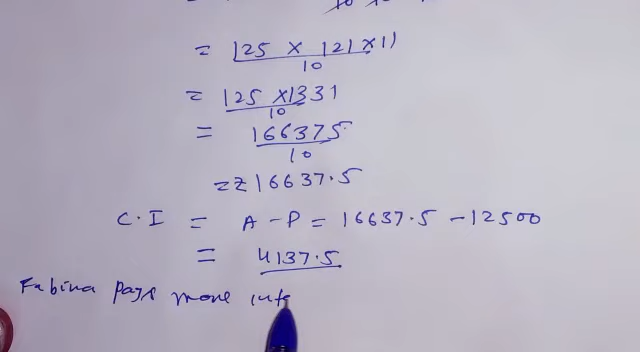 = 125 × 121 × 11
10
= 125 × 1331
10
= 166375
10
= ₹ 16637.5
C.I = A - P = 16637.5 - 12500
= 4137.5
Fabina pays more inte